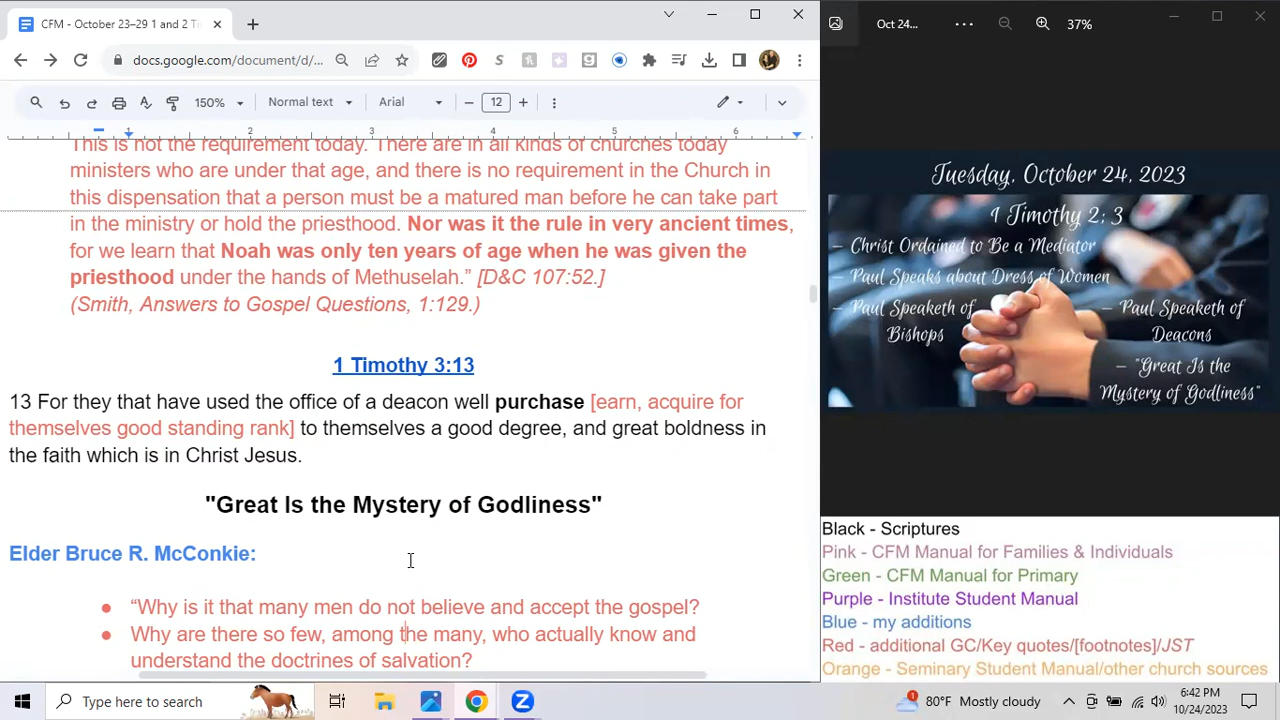 CFM - October 23–29 1 and 2 Ti
docs.google.com/document/d/...
150%
Normal text
Arial
12
1
2
3
4
5
6
This is not the requirement today. There are in all kinds of churches today
ministers who are under that age, and there is no requirement in the Church in
this dispensation that a person must be a matured man before he can take part
in the ministry or hold the priesthood. Nor was it the rule in very ancient times,
for we learn that Noah was only ten years of age when he was given the
priesthood under the hands of Methuselah.” [D&C 107:52.]
(Smith, Answers to Gospel Questions, 1:129.)
1 Timothy 3:13
13 For they that have used the office of a deacon well purchase [earn, acquire for
themselves good standing rank] to themselves a good degree, and great boldness in
the faith which is in Christ Jesus.
"Great Is the Mystery of Godliness"
Elder Bruce R. McConkie:
● “Why is it that many men do not believe and accept the gospel?
● Why are there so few, among the many, who actually know and
understand the doctrines of salvation?
Oct 24...
37%
Tuesday, October 24, 2023
1 Timothy 2; 3
– Christ Ordained to Be a Mediator
– Paul Speaks about Dress of Women
– Paul Speaketh of
Bishops
– Paul Speaketh of
Deacons
– "Great Is the
Mystery of Godliness"
Black - Scriptures
Pink - CFM Manual for Families & Individuals
Green - CFM Manual for Primary
Purple - Institute Student Manual
Blue - my additions
Red - additional GC/Key quotes/[footnotes]/JST
Orange - Seminary Student Manual/other church sources
Type here to search
80°F Mostly cloudy
6:42 PM
10/24/2023